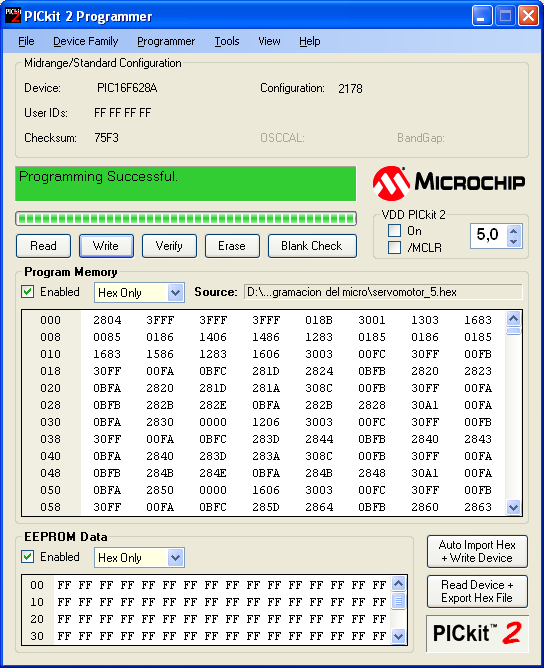 PICkit 2 Programmer
File Device Family Programmer Tools View Help
Midrange/Standard Configuration
Device: PIC16F628A Configuration: 2178
User IDs: FF FF FF FF
Checksum: 75F3 OSCCAL: BandGap:
Programming Successful.
MICROCHIP
VDD PICkit 2
On
/MCLR
5,0
Read Write Verify Erase Blank Check
Program Memory
Enabled Hex Only Source: D:\...gramacion del micro\servomotor_5.hex
000 2804 3FFF 3FFF 3FFF 018B 3001 1303 1683
008 0085 0186 1406 1486 1283 0185 0186 0185
010 1683 1586 1283 1606 3003 00FC 30FF 00FB
018 30FF 00FA 0BFC 281D 2824 0BFB 2820 2823
020 0BFA 2820 281D 281A 308C 00FB 30FF 00FA
028 0BFB 282B 282E 0BFA 282B 2828 30A1 00FA
030 0BFA 2830 0000 1206 3003 00FC 30FF 00FB
038 30FF 00FA 0BFC 283D 2844 0BFB 2840 2843
040 0BFA 2840 283D 283A 308C 00FB 30FF 00FA
048 0BFB 284B 284E 0BFA 284B 2848 30A1 00FA
050 0BFA 2850 0000 1606 3003 00FC 30FF 00FB
058 30FF 00FA 0BFC 285D 2864 0BFB 2860 2863
EEPROM Data
Enabled Hex Only
00 FF FF FF FF FF FF FF FF FF FF FF FF FF FF FF FF
10 FF FF FF FF FF FF FF FF FF FF FF FF FF FF FF FF
20 FF FF FF FF FF FF FF FF FF FF FF FF FF FF FF FF
30 FF FF FF FF FF FF FF FF FF FF FF FF FF FF FF FF
Auto Import Hex
+ Write Device
Read Device +
Export Hex File
PICkit™ 2